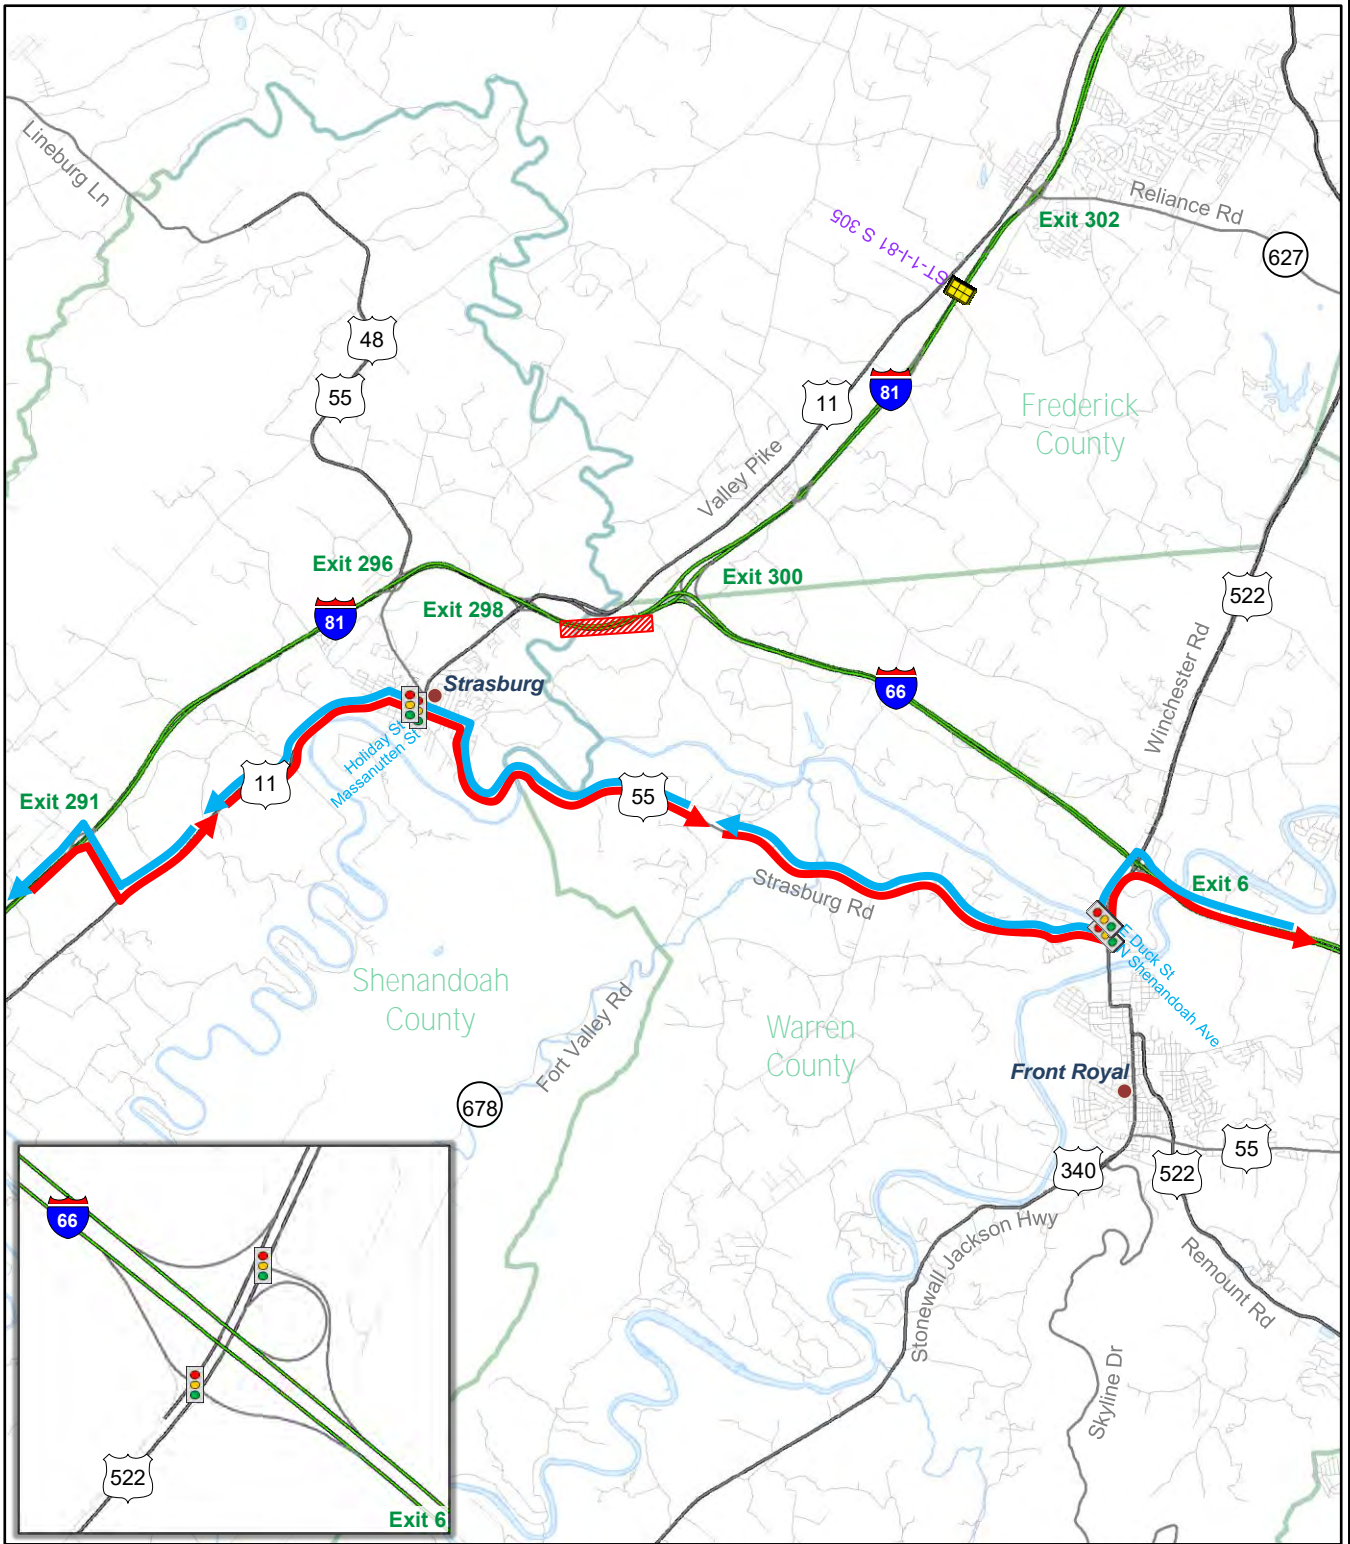 Lineburg Ln
Reliance Rd
Exit 302
627
ST-1-I-81 S 305
48
55
11
81
Frederick
County
Valley Pike
Exit 296
Exit 300
522
Exit 298
81
Winchester Rd
Strasburg
66
Holiday St
Massanutten St
11
55
Exit 291
Strasburg Rd
Exit 6
E Duck St
N Shenandoah Ave
Shenandoah
County
Fort Valley Rd
Warren
County
Front Royal
678
55
340
522
Stonewall Jackson Hwy
Remount Rd
Skyline Dr
66
522
Exit 6